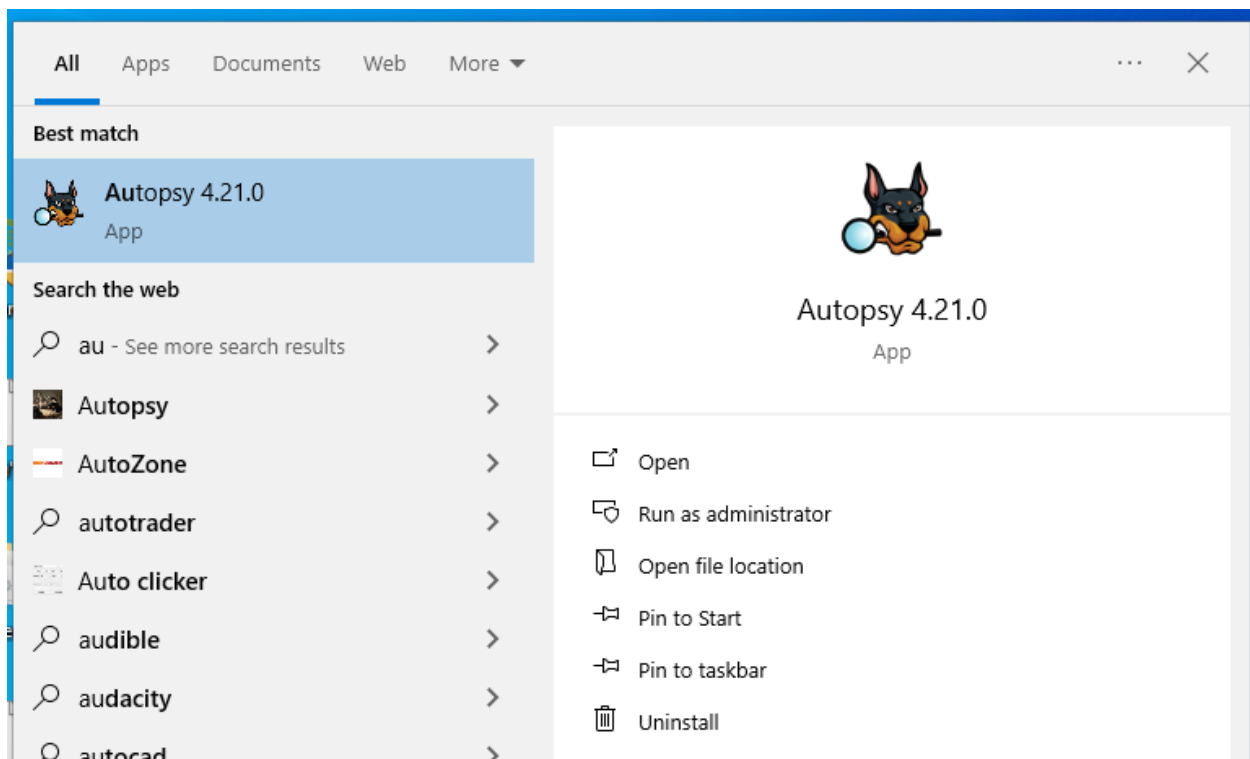 All Apps Documents Web More
Best match
Autopsy 4.21.0
App
Search the web
au - See more search results
Autopsy
AutoZone
autotrader
Auto clicker
audible
audacity
autocad
Autopsy 4.21.0
App
Open
Run as administrator
Open file location
Pin to Start
Pin to taskbar
Uninstall